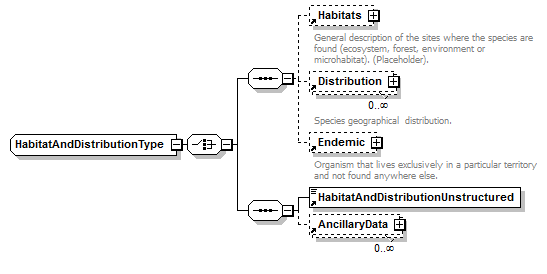 Habitats
General description of the sites where the species are
found (ecosystem, forest, environment or
microhabitat). (Placeholder).
Distribution
0..∞
Species geographical distribution.
HabitatAndDistributionType
Endemic
Organism that lives exclusively in a particular territory
and not found anywhere else.
HabitatAndDistributionUnstructured
AncillaryData
0..∞